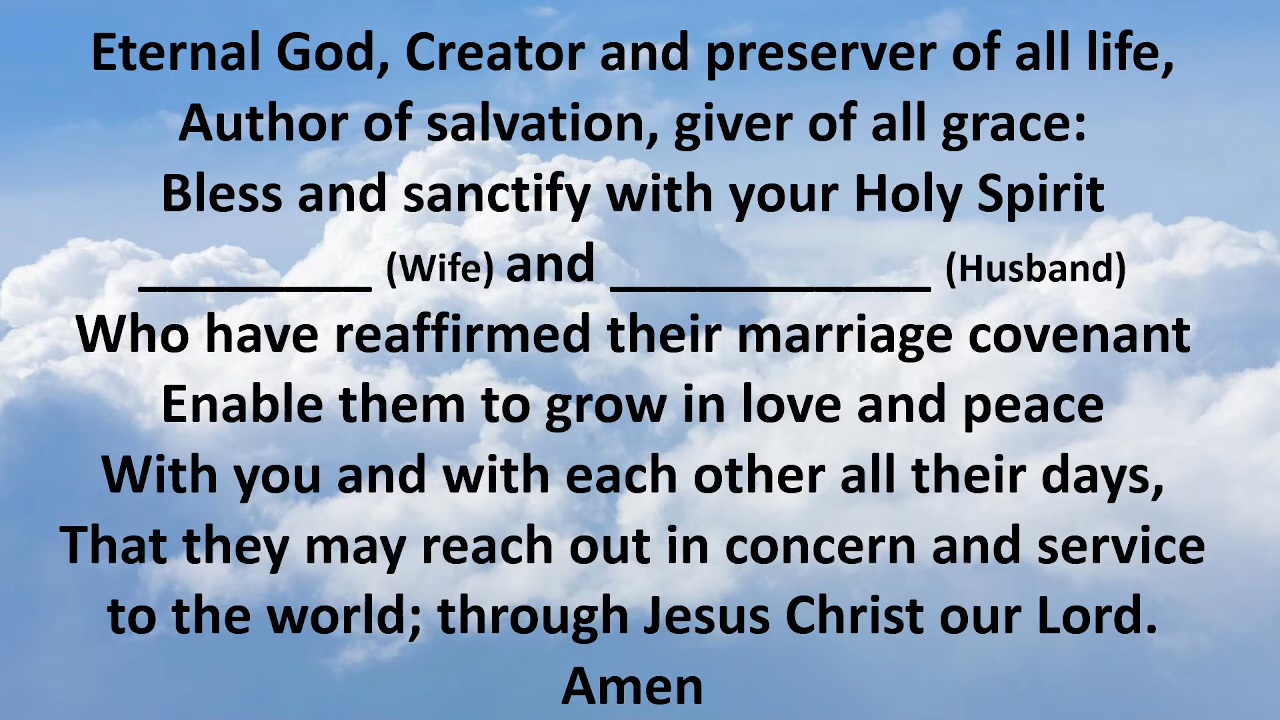 Eternal God, Creator and preserver of all life,
Author of salvation, giver of all grace:
Bless and sanctify with your Holy Spirit
________ (Wife) and ___________ (Husband)
Who have reaffirmed their marriage covenant
Enable them to grow in love and peace
With you and with each other all their days,
That they may reach out in concern and service
to the world; through Jesus Christ our Lord.
Amen